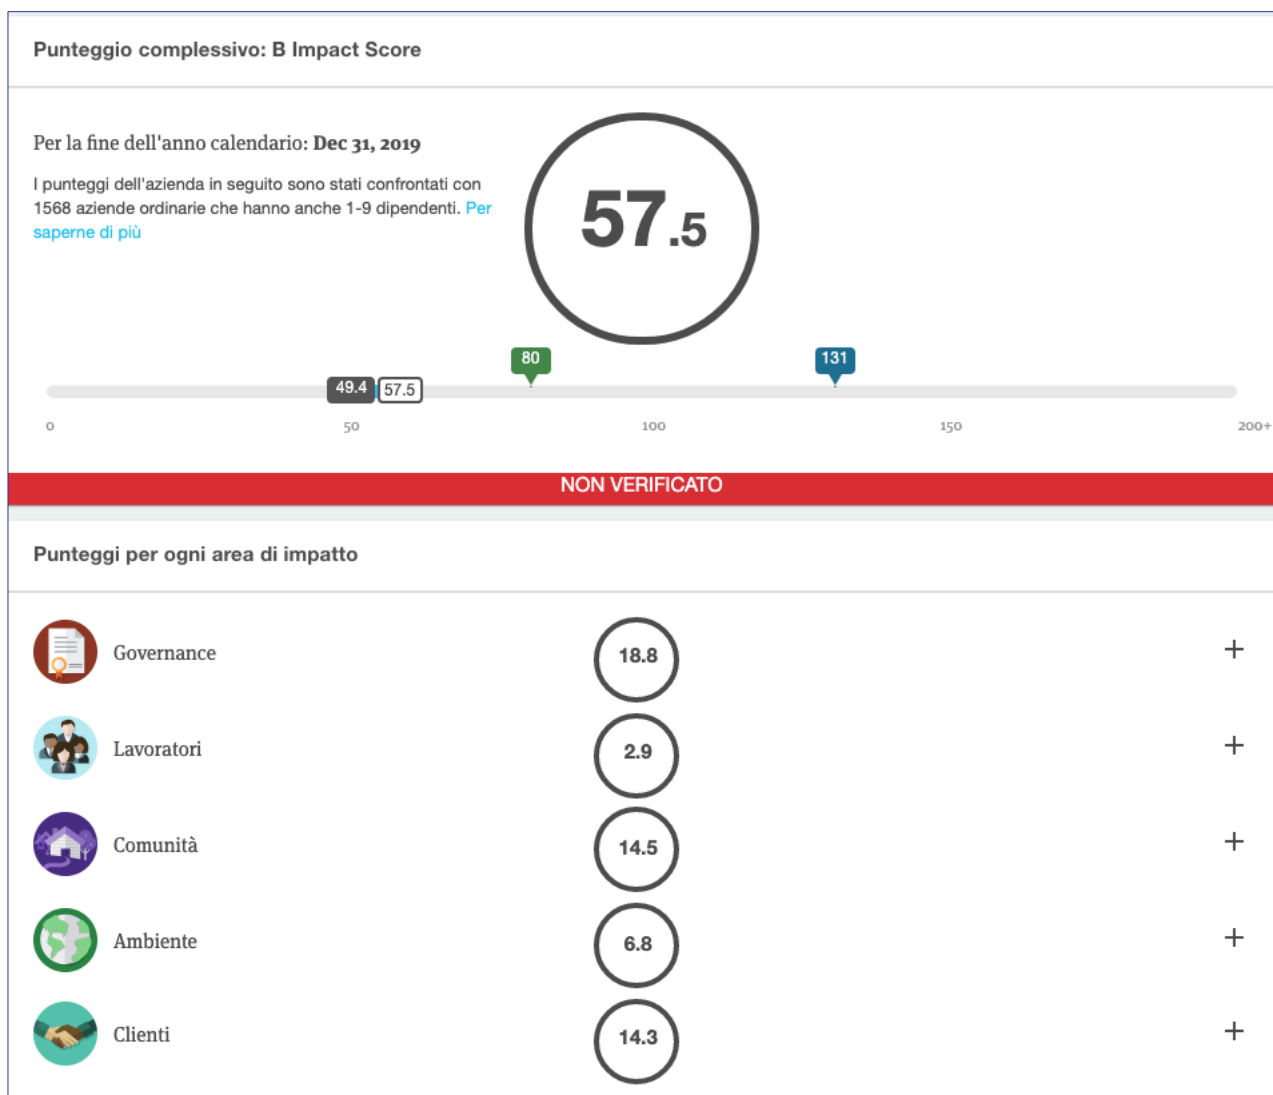 Punteggio complessivo: B Impact Score
Per la fine dell'anno calendario: Dec 31, 2019
I punteggi dell'azienda in seguito sono stati confrontati con
1568 aziende ordinarie che hanno anche 1-9 dipendenti. Per
saperne di più
57.5
80
131
49.4
57.5
0
50
100
150
200+
NON VERIFICATO
Punteggi per ogni area di impatto
Governance
18.8
+
Lavoratori
2.9
+
Comunità
14.5
+
Ambiente
6.8
+
Clienti
14.3
+